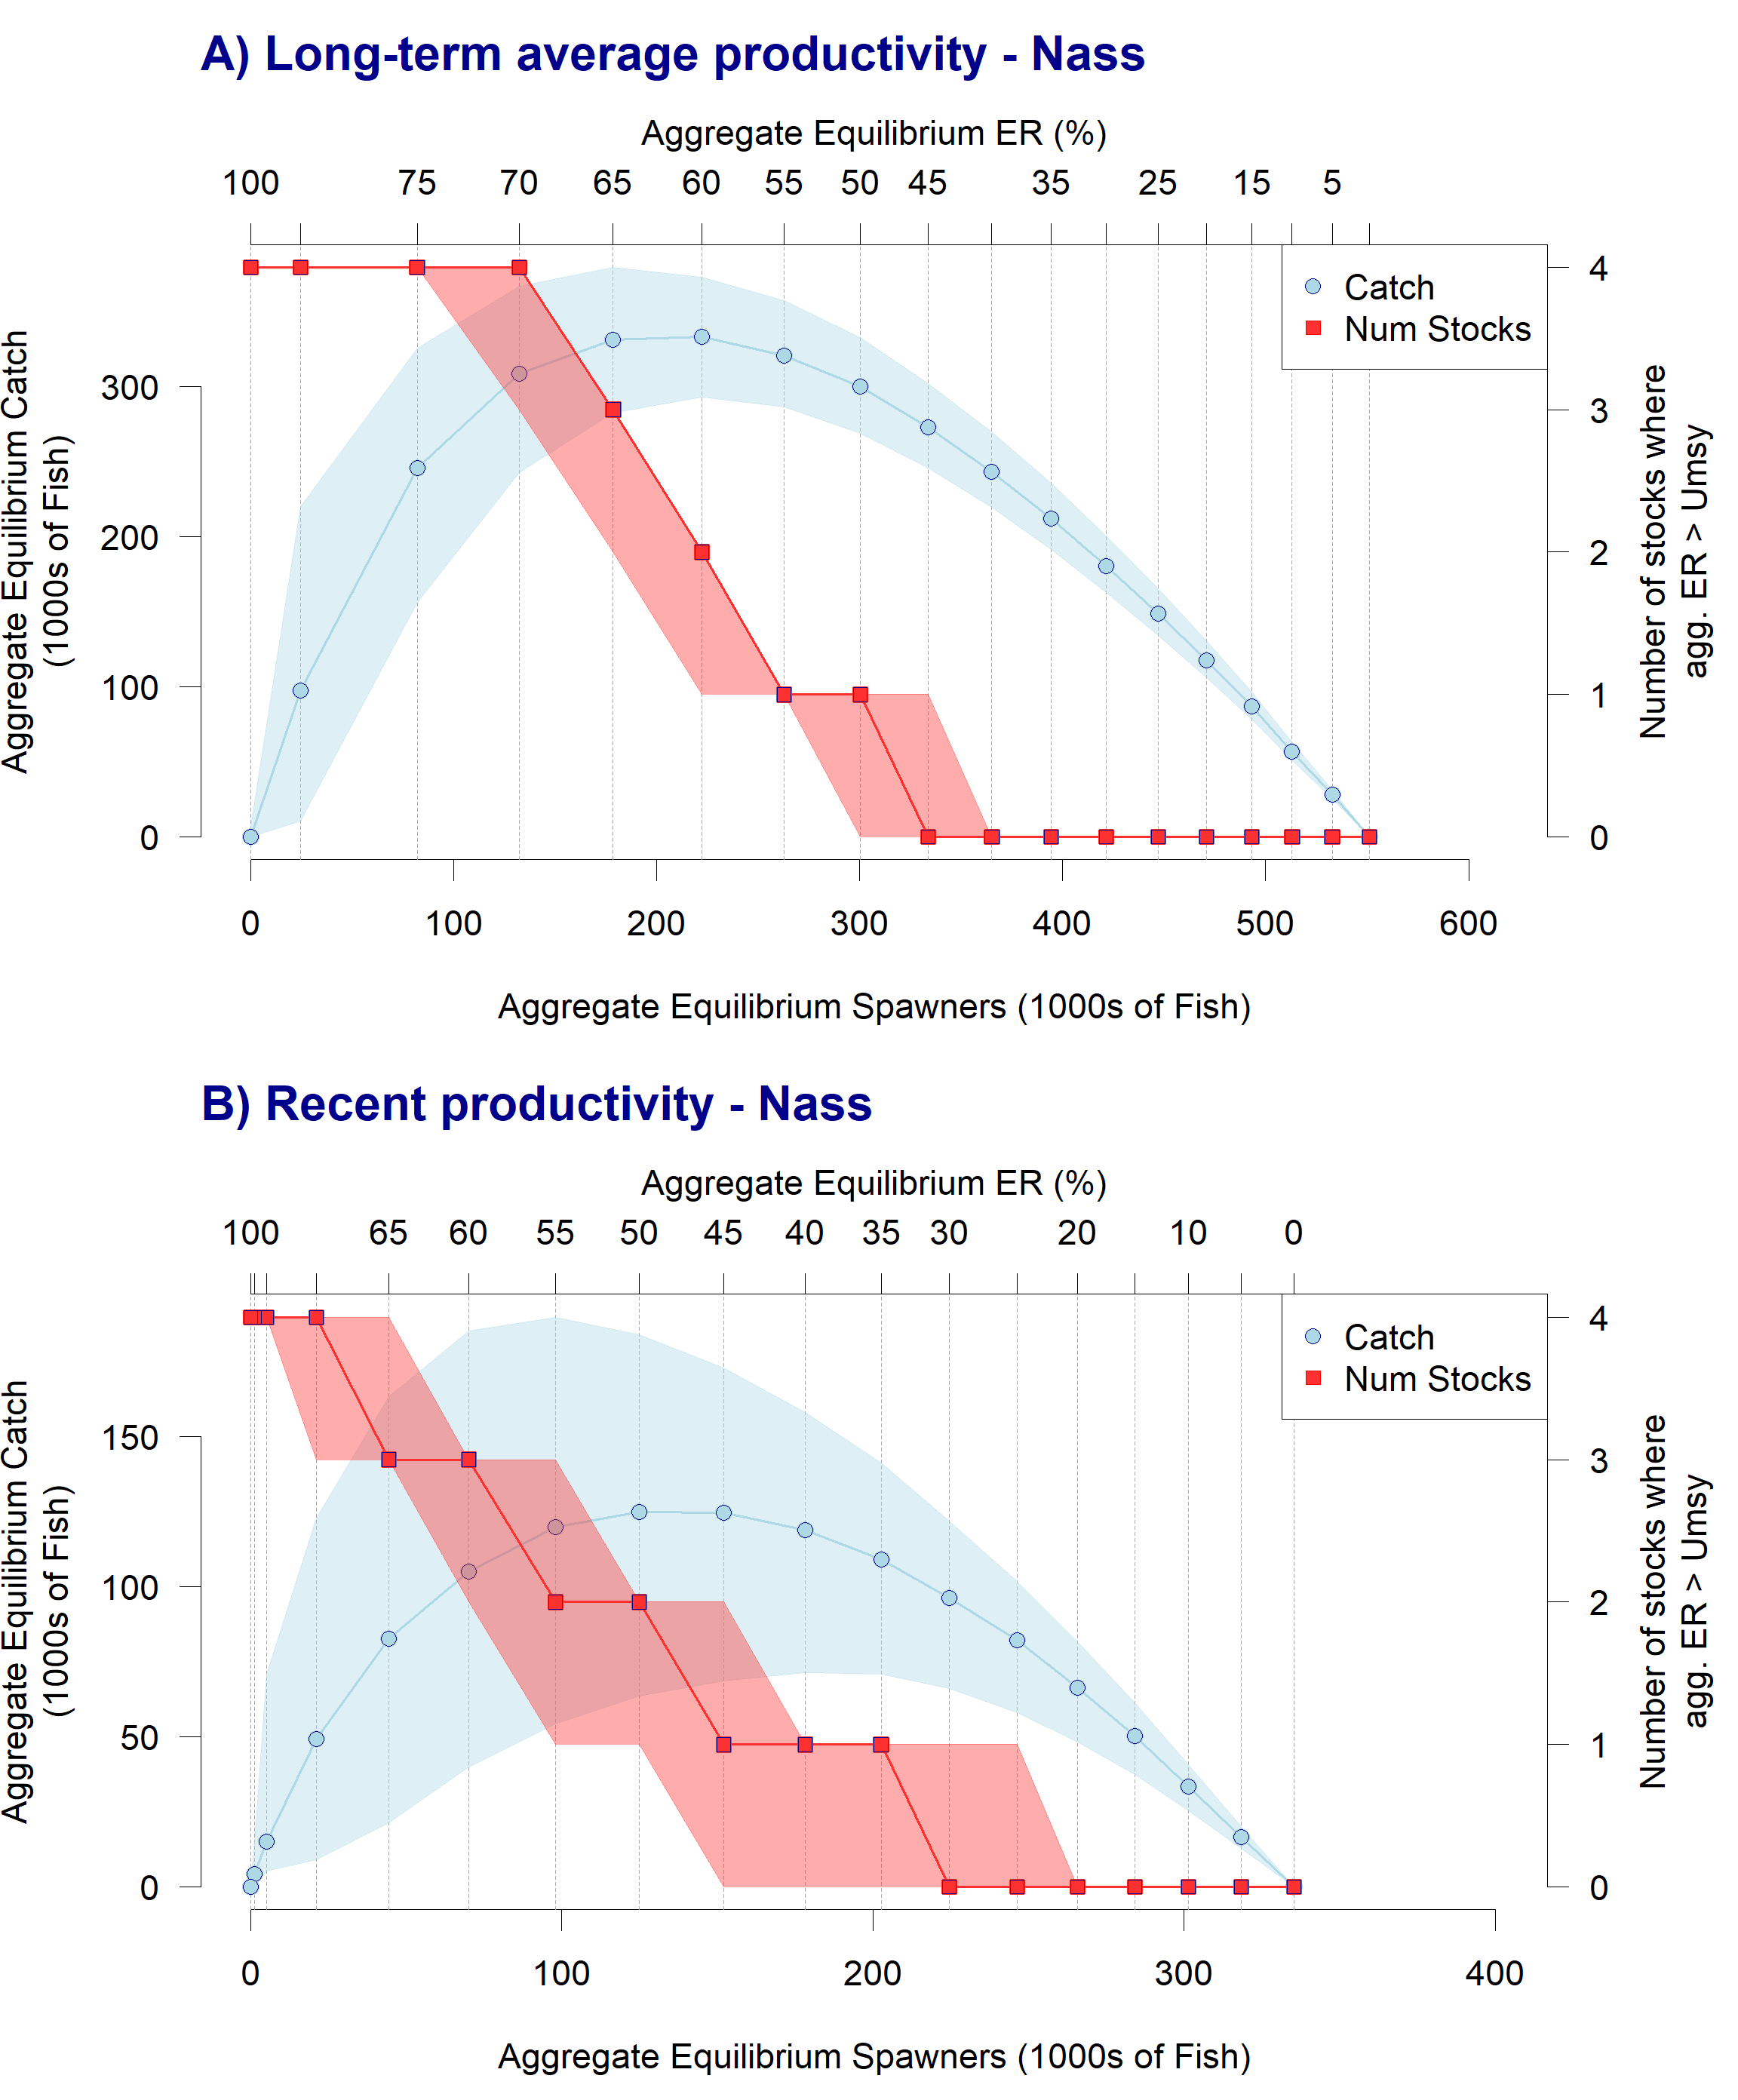 A) Long-term average productivity - Nass
Aggregate Equilibrium ER (%)
100 75 70 65 60 55 50 45 35 25 15 5
Catch
Num Stocks
Aggregate Equilibrium Catch
(1000s of Fish)
300
200
100
0
4
3
2
1
0
Number of stocks where
agg. ER > Umsy
0 100 200 300 400 500 600
Aggregate Equilibrium Spawners (1000s of Fish)
B) Recent productivity - Nass
Aggregate Equilibrium ER (%)
100 65 60 55 50 45 40 35 30 20 10 0
Catch
Num Stocks
Aggregate Equilibrium Catch
(1000s of Fish)
150
100
50
0
4
3
2
1
0
Number of stocks where
agg. ER > Umsy
0 100 200 300 400
Aggregate Equilibrium Spawners (1000s of Fish)